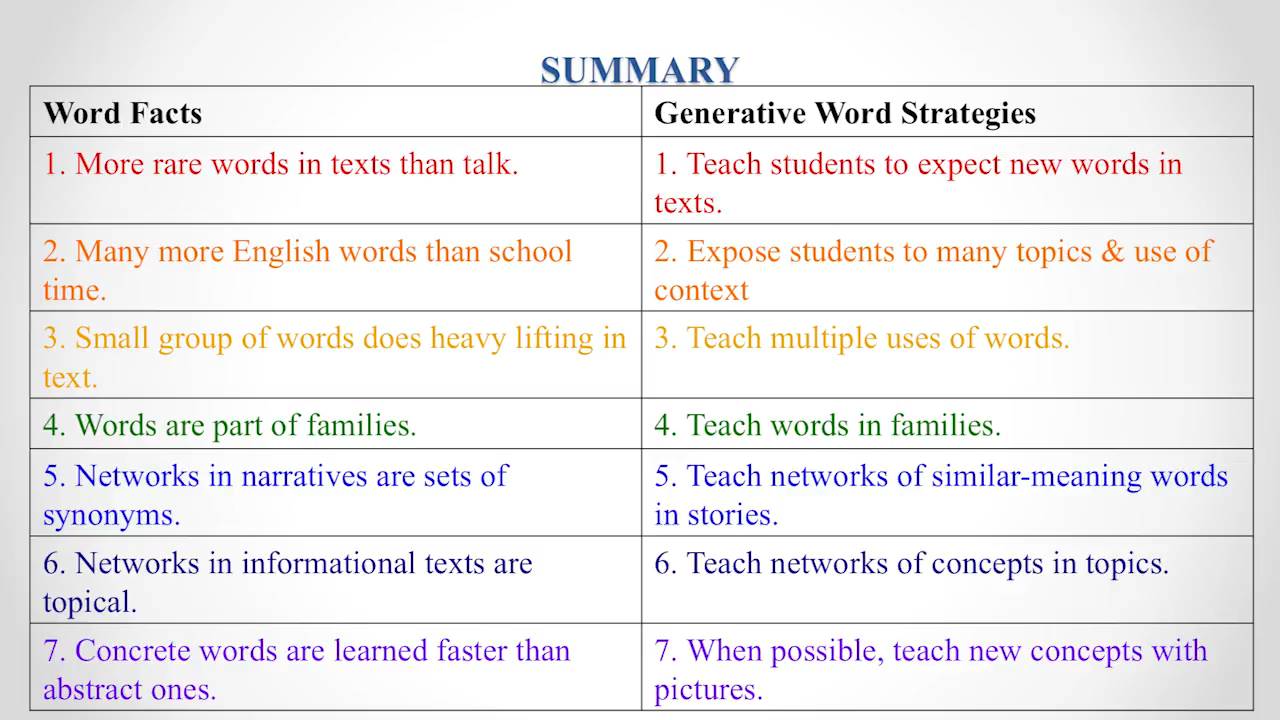 SUMMARY
Word Facts
Generative Word Strategies
1. More rare words in texts than talk.
1. Teach students to expect new words in
texts.
2. Many more English words than school
time.
2. Expose students to many topics & use of
context
3. Small group of words does heavy lifting in
text.
3. Teach multiple uses of words.
4. Words are part of families.
4. Teach words in families.
5. Networks in narratives are sets of
synonyms.
5. Teach networks of similar-meaning words
in stories.
6. Networks in informational texts are
topical.
6. Teach networks of concepts in topics.
7. Concrete words are learned faster than
abstract ones.
7. When possible, teach new concepts with
pictures.